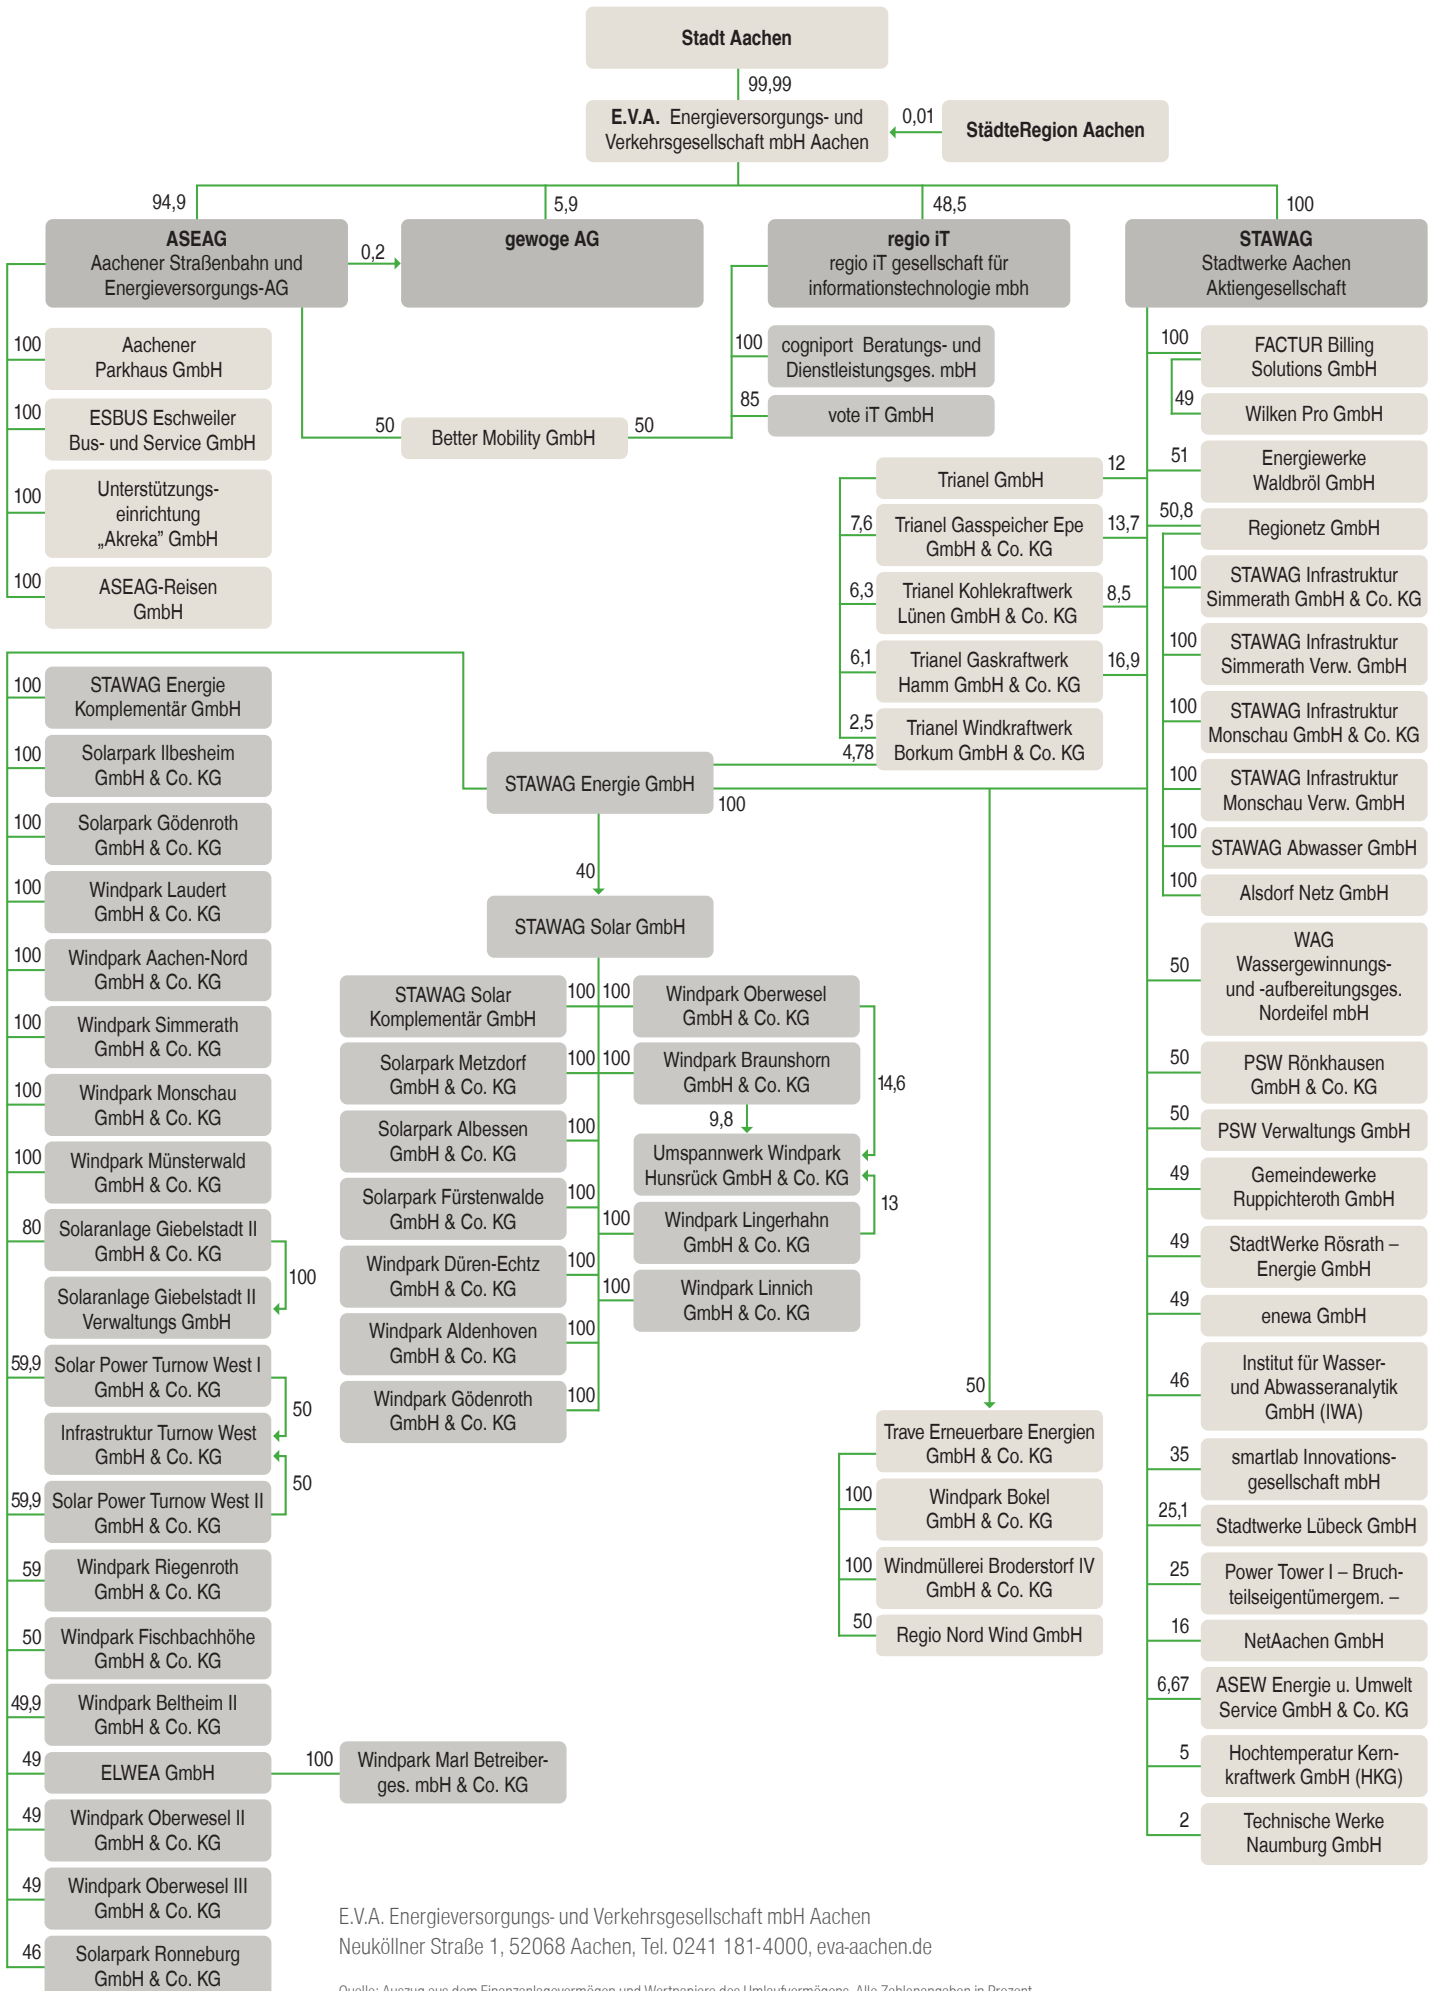 Stadt Aachen
99,99
E.V.A. Energieversorgungs- und
Verkehrsgesellschaft mbH Aachen
0,01
StädteRegion Aachen
94,9
5,9
48,5
100
ASEAG
Aachener Straßenbahn und
Energieversorgungs-AG
0,2
gewoge AG
regio iT
regio iT gesellschaft für
informationstechnologie mbh
STAWAG
Stadtwerke Aachen
Aktiengesellschaft
100
Aachener
Parkhaus GmbH
100
ESBUS Eschweiler
Bus- und Service GmbH
100
Unterstützungs-
einrichtung
„Akreka” GmbH
100
ASEAG-Reisen
GmbH
50
Better Mobility GmbH
50
100
cogniport Beratungs- und
Dienstleistungsges. mbH
85
vote iT GmbH
Trianel GmbH
12
7,6
Trianel Gasspeicher Epe
GmbH & Co. KG
13,7
6,3
Trianel Kohlekraftwerk
Lünen GmbH & Co. KG
8,5
6,1
Trianel Gaskraftwerk
Hamm GmbH & Co. KG
16,9
2,5
Trianel Windkraftwerk
Borkum GmbH & Co. KG
4,78
100
FACTUR Billing
Solutions GmbH
49
Wilken Pro GmbH
51
Energiewerke
Waldbröl GmbH
50,8
Regionetz GmbH
100
STAWAG Infrastruktur
Simmerath GmbH & Co. KG
100
STAWAG Infrastruktur
Simmerath Verw. GmbH
100
STAWAG Infrastruktur
Monschau GmbH & Co. KG
100
STAWAG Infrastruktur
Monschau Verw. GmbH
100
STAWAG Abwasser GmbH
100
Alsdorf Netz GmbH
50
WAG
Wassergewinnungs-
und -aufbereitungsges.
Nordeifel mbH
50
PSW Rönkhausen
GmbH & Co. KG
50
PSW Verwaltungs GmbH
49
Gemeindewerke
Ruppichteroth GmbH
49
StadtWerke Rösrath –
Energie GmbH
49
enewa GmbH
46
Institut für Wasser-
und Abwasseranalytik
GmbH (IWA)
35
smartlab Innovations-
gesellschaft mbH
25,1
Stadtwerke Lübeck GmbH
25
Power Tower I – Bruch-
teilseigentümergem. –
16
NetAachen GmbH
6,67
ASEW Energie u. Umwelt
Service GmbH & Co. KG
5
Hochtemperatur Kern-
kraftwerk GmbH (HKG)
2
Technische Werke
Naumburg GmbH
STAWAG Energie GmbH
100
40
STAWAG Solar GmbH
STAWAG Solar
Komplementär GmbH
100
Solarpark Metzdorf
GmbH & Co. KG
100
Solarpark Albessen
GmbH & Co. KG
100
Solarpark Fürstenwalde
GmbH & Co. KG
100
Windpark Düren-Echtz
GmbH & Co. KG
100
Windpark Aldenhoven
GmbH & Co. KG
100
Windpark Gödenroth
GmbH & Co. KG
100
100
Windpark Oberwesel
GmbH & Co. KG
100
Windpark Braunshorn
GmbH & Co. KG
14,6
9,8
Umspannwerk Windpark
Hunsrück GmbH & Co. KG
13
100
Windpark Lingerhahn
GmbH & Co. KG
100
Windpark Linnich
GmbH & Co. KG
50
Trave Erneuerbare Energien
GmbH & Co. KG
100
Windpark Bokel
GmbH & Co. KG
100
Windmüllerei Broderstorf IV
GmbH & Co. KG
50
Regio Nord Wind GmbH
100
STAWAG Energie
Komplementär GmbH
100
Solarpark Ilbesheim
GmbH & Co. KG
100
Solarpark Gödenroth
GmbH & Co. KG
100
Windpark Laudert
GmbH & Co. KG
100
Windpark Aachen-Nord
GmbH & Co. KG
100
Windpark Simmerath
GmbH & Co. KG
100
Windpark Monschau
GmbH & Co. KG
100
Windpark Münsterwald
GmbH & Co. KG
80
Solaranlage Giebelstadt II
GmbH & Co. KG
100
Solaranlage Giebelstadt II
Verwaltungs GmbH
59,9
Solar Power Turnow West I
GmbH & Co. KG
50
Infrastruktur Turnow West
GmbH & Co. KG
50
59,9
Solar Power Turnow West II
GmbH & Co. KG
59
Windpark Riegenroth
GmbH & Co. KG
50
Windpark Fischbachhöhe
GmbH & Co. KG
49,9
Windpark Beltheim II
GmbH & Co. KG
49
ELWEA GmbH
100
Windpark Marl Betreiber-
ges. mbH & Co. KG
49
Windpark Oberwesel II
GmbH & Co. KG
49
Windpark Oberwesel III
GmbH & Co. KG
46
Solarpark Ronneburg
GmbH & Co. KG
E.V.A. Energieversorgungs- und Verkehrsgesellschaft mbH Aachen
Neuköllner Straße 1, 52068 Aachen, Tel. 0241 181-4000, eva-aachen.de
Quelle: Auszug aus dem Finanzanlagevermögen und Wertpapiere des Umlaufvermögens. Alle Zahlenangaben in Prozent